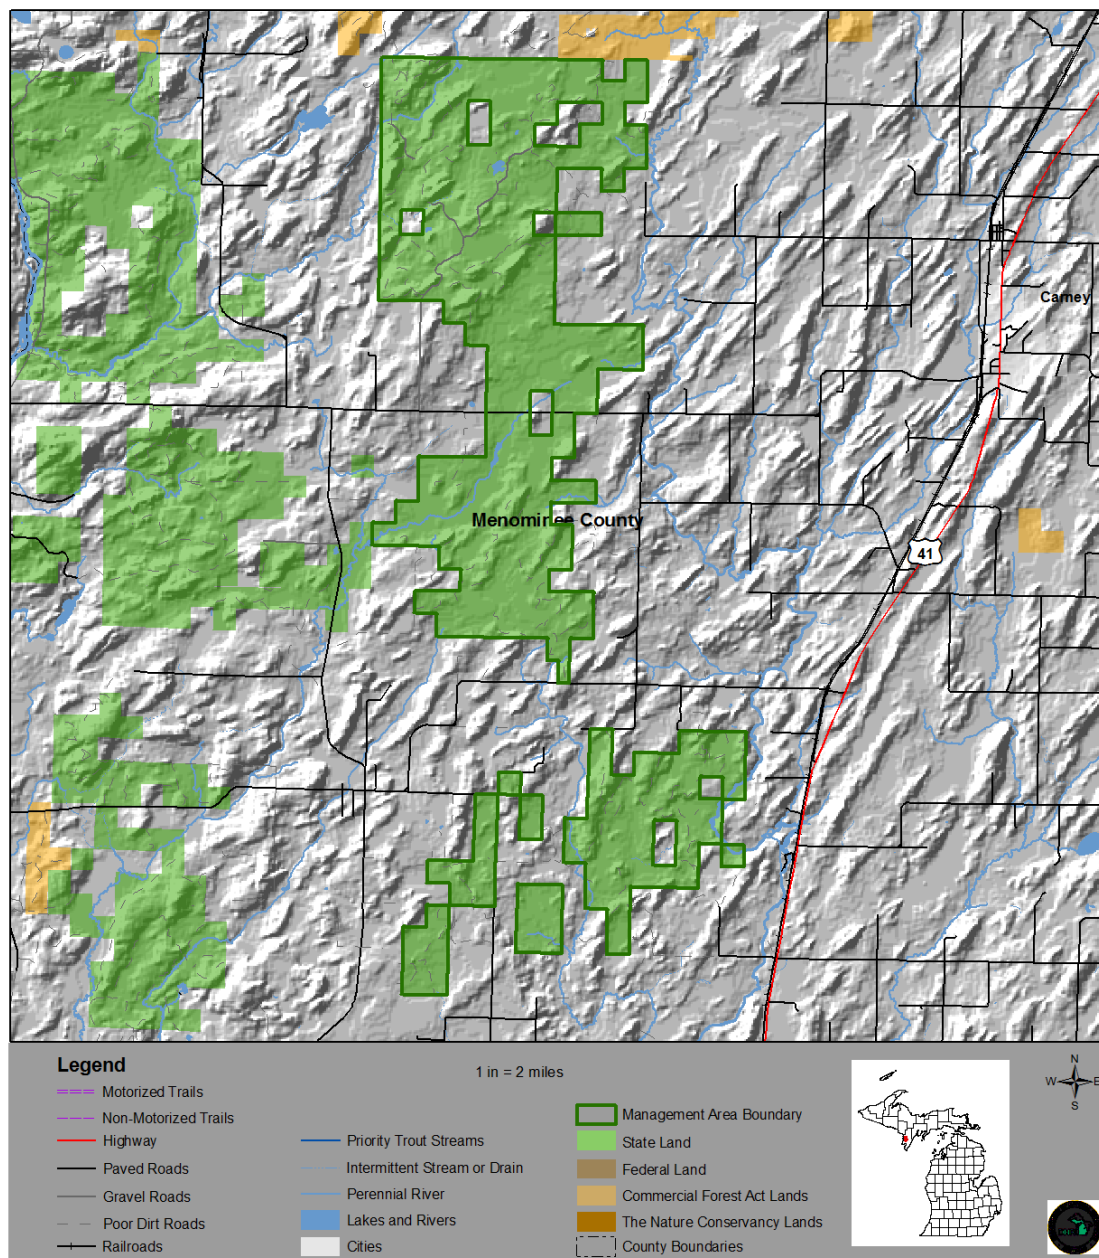 Carney
Menominee County
41
Legend
1 in = 2 miles
Motorized Trails
Non-Motorized Trails
Highway
Paved Roads
Gravel Roads
Poor Dirt Roads
Railroads
Priority Trout Streams
Intermittent Stream or Drain
Perennial River
Lakes and Rivers
Cities
Management Area Boundary
State Land
Federal Land
Commercial Forest Act Lands
The Nature Conservancy Lands
County Boundaries
N
W E
S